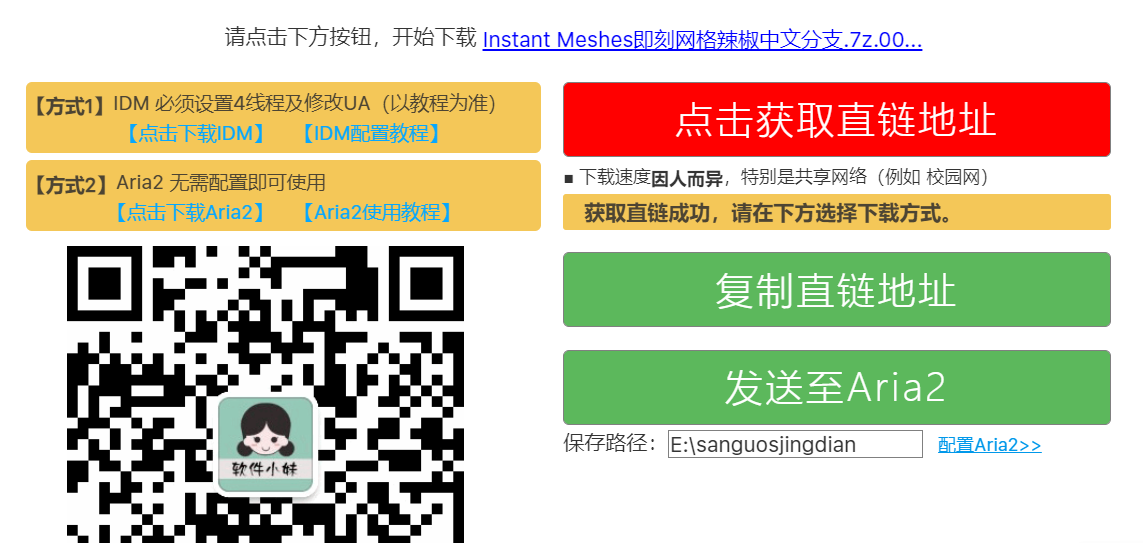 请点击下方按钮，开始下载 Instant Meshes即刻网格辣椒中文分支.7z.00...
【方式1】IDM 必须设置4线程及修改UA（以教程为准）
【点击下载IDM】 【IDM配置教程】
【方式2】Aria2 无需配置即可使用
【点击下载Aria2】 【Aria2使用教程】
软件小妹
点击获取直链地址
■ 下载速度因人而异，特别是共享网络（例如 校园网）
获取直链成功，请在下方选择下载方式。
复制直链地址
发送至Aria2
保存路径：E:\sanguosjingdian 配置Aria2>>